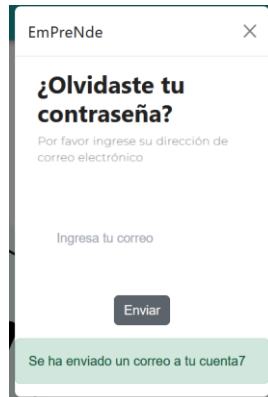 EmPreNde
¿Olvidaste tu
contraseña?
Por favor ingrese su dirección de
correo electrónico
Ingresa tu correo
Enviar
Se ha enviado un correo a tu cuenta7